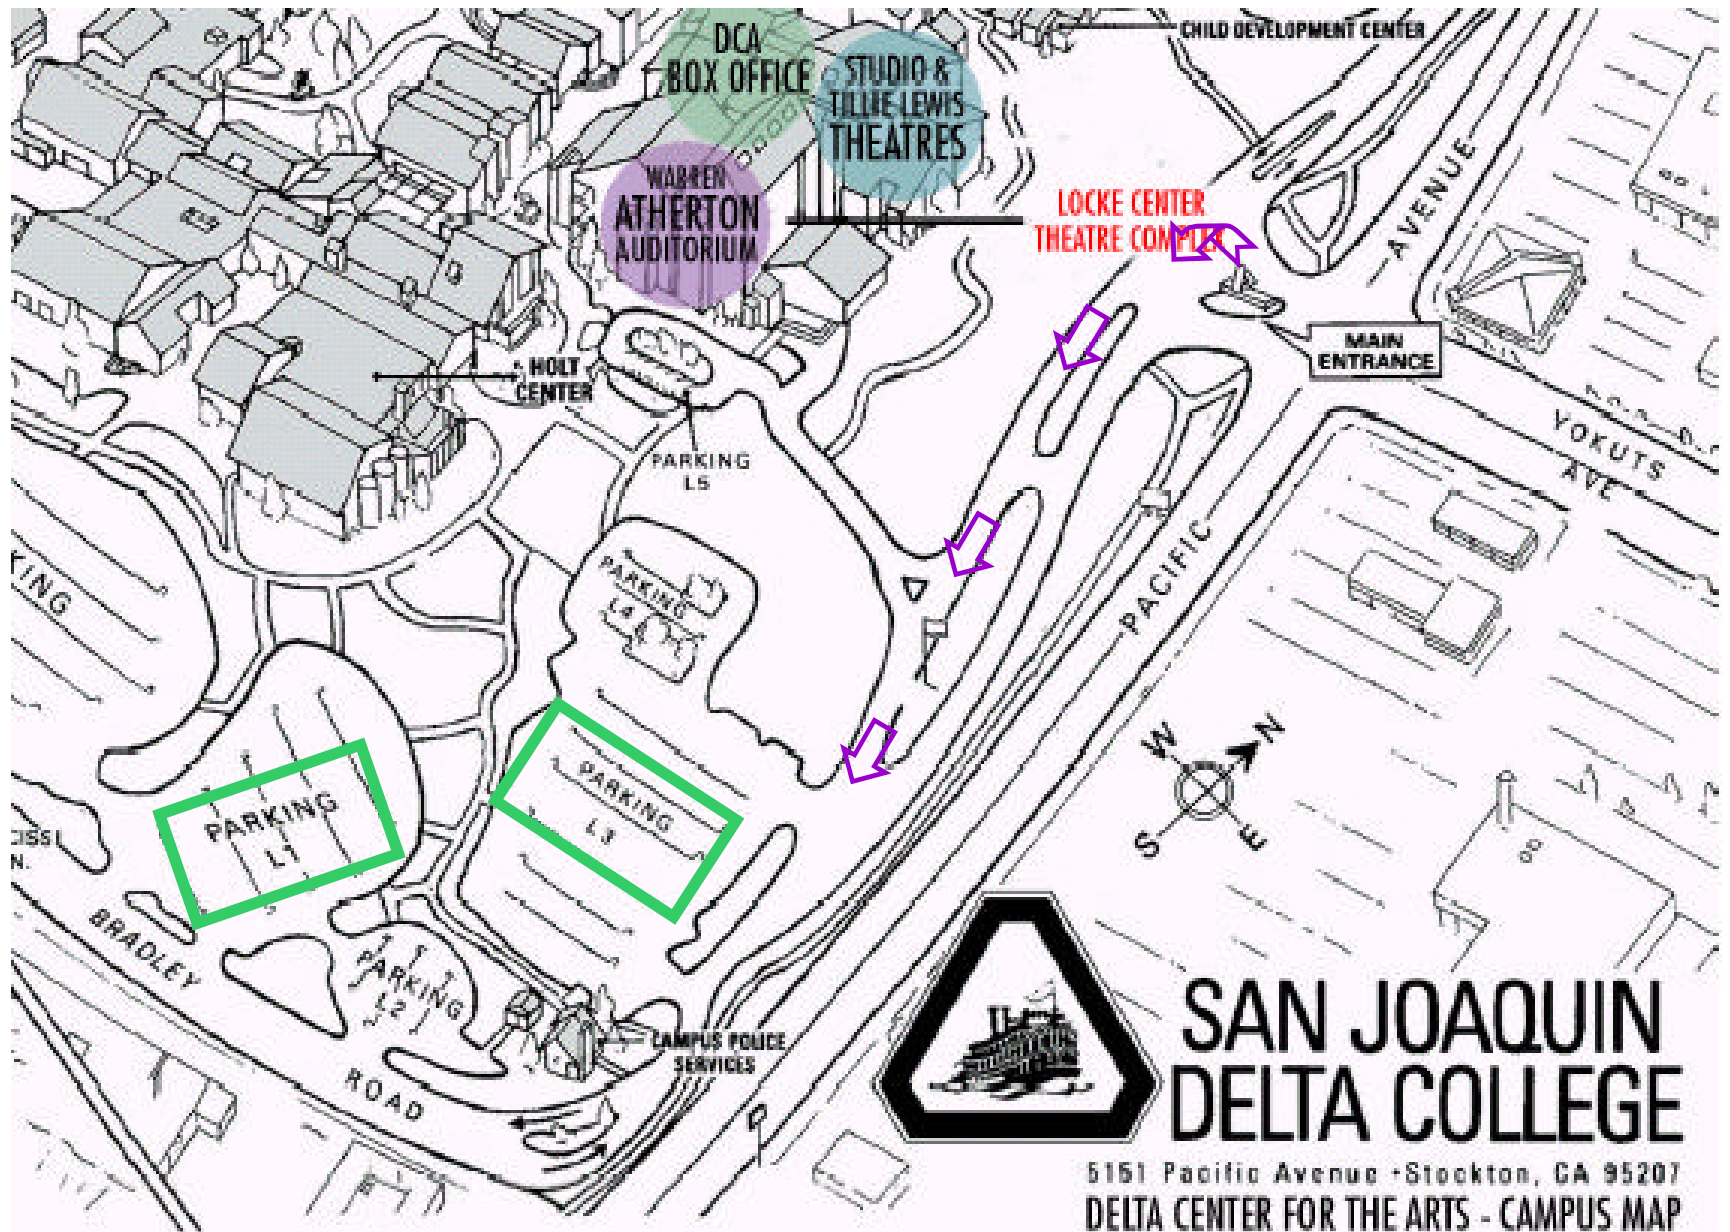 DCA
BOX OFFICE
STUDIO &
TILLIE LEWIS
THEATRES
CHILD DEVELOPMENT CENTER
WARREN
ATHERTON
AUDITORIUM
LOCKE CENTER
THEATRE COMPLEX
AVENUE
MAIN
ENTRANCE
HOLT
CENTER
YOKUTS
AVE
PARKING
L5
PACIFIC
KING
PARKING
L4
PARKING
L3
PARKING
L1
W
N
S
E
CISSI
N.
BRADLEY
ROAD
PARKING
L2
CAMPUS POLICE
SERVICES
SAN JOAQUIN
DELTA COLLEGE
5151 Pacific Avenue •Stockton, CA 95207
DELTA CENTER FOR THE ARTS - CAMPUS MAP